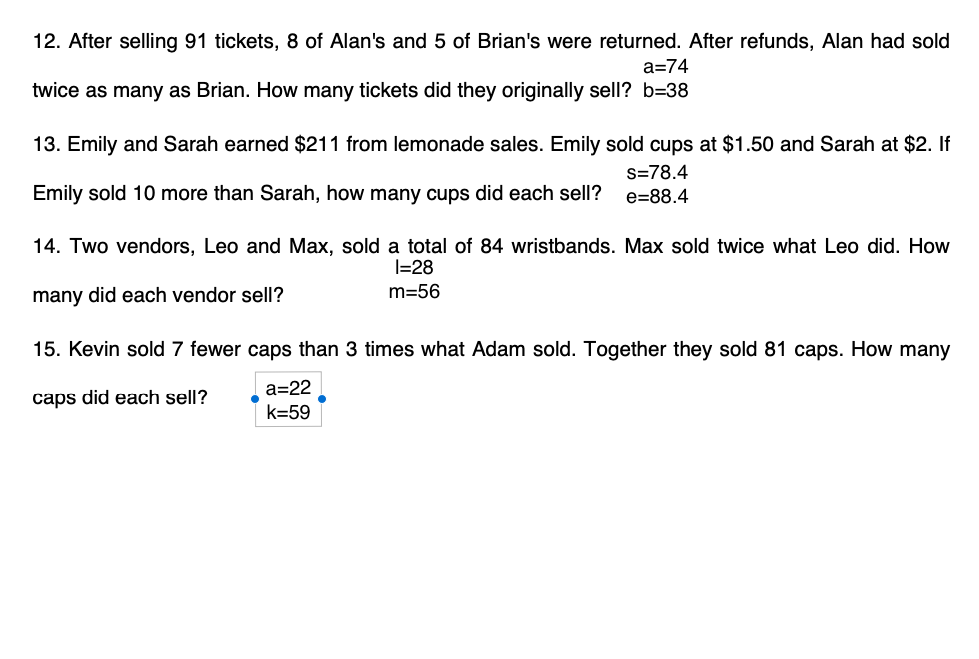 12. After selling 91 tickets, 8 of Alan's and 5 of Brian's were returned. After refunds, Alan had sold
a=74
twice as many as Brian. How many tickets did they originally sell? b=38
13. Emily and Sarah earned $211 from lemonade sales. Emily sold cups at $1.50 and Sarah at $2. If
s=78.4
Emily sold 10 more than Sarah, how many cups did each sell? e=88.4
14. Two vendors, Leo and Max, sold a total of 84 wristbands. Max sold twice what Leo did. How
l=28
many did each vendor sell? m=56
15. Kevin sold 7 fewer caps than 3 times what Adam sold. Together they sold 81 caps. How many
a=22
caps did each sell?
k=59